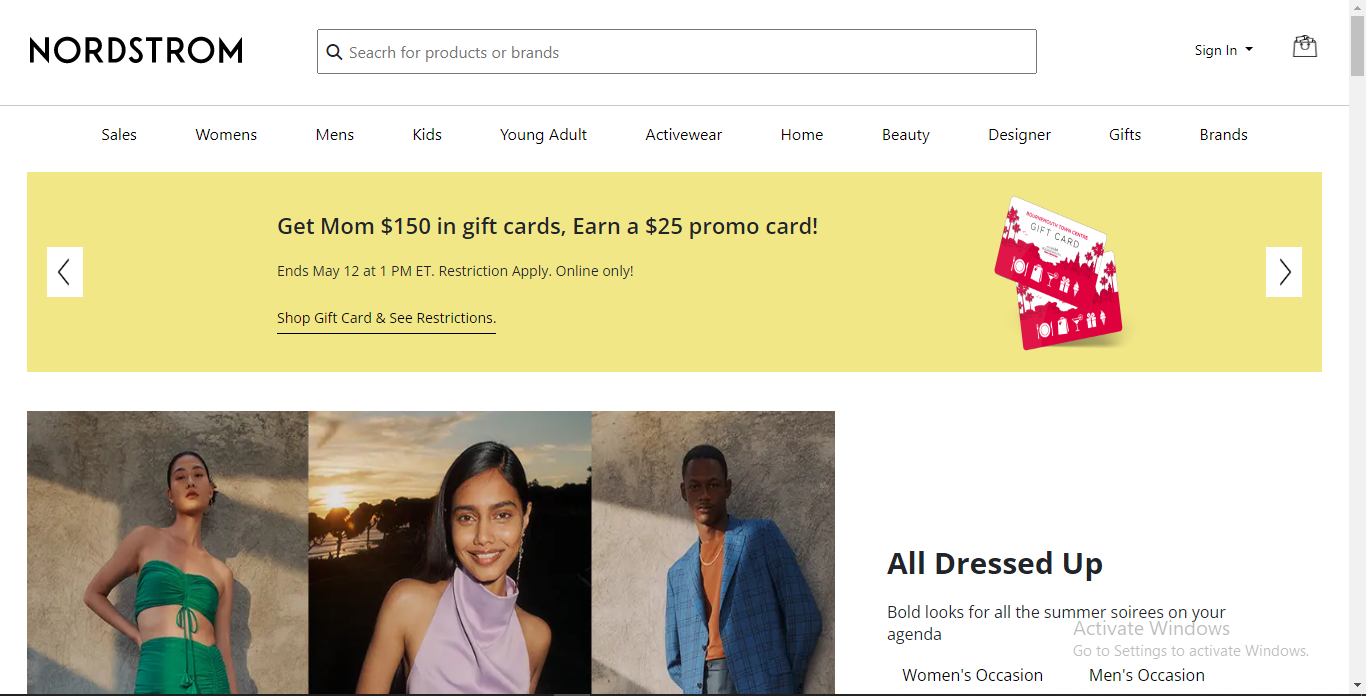 NORDSTROM
Seacrh for products or brands
Sign In
Sales Womens Mens Kids Young Adult Activewear Home Beauty Designer Gifts Brands
Get Mom $150 in gift cards, Earn a $25 promo card!
Ends May 12 at 1 PM ET. Restriction Apply. Online only!
Shop Gift Card & See Restrictions.
BOURNEMOUTH TOWN CENTRE
GIFT CARD
All Dressed Up
Bold looks for all the summer soirees on your
agenda
Activate Windows
Go to Settings to activate Windows.
Women's Occasion Men's Occasion